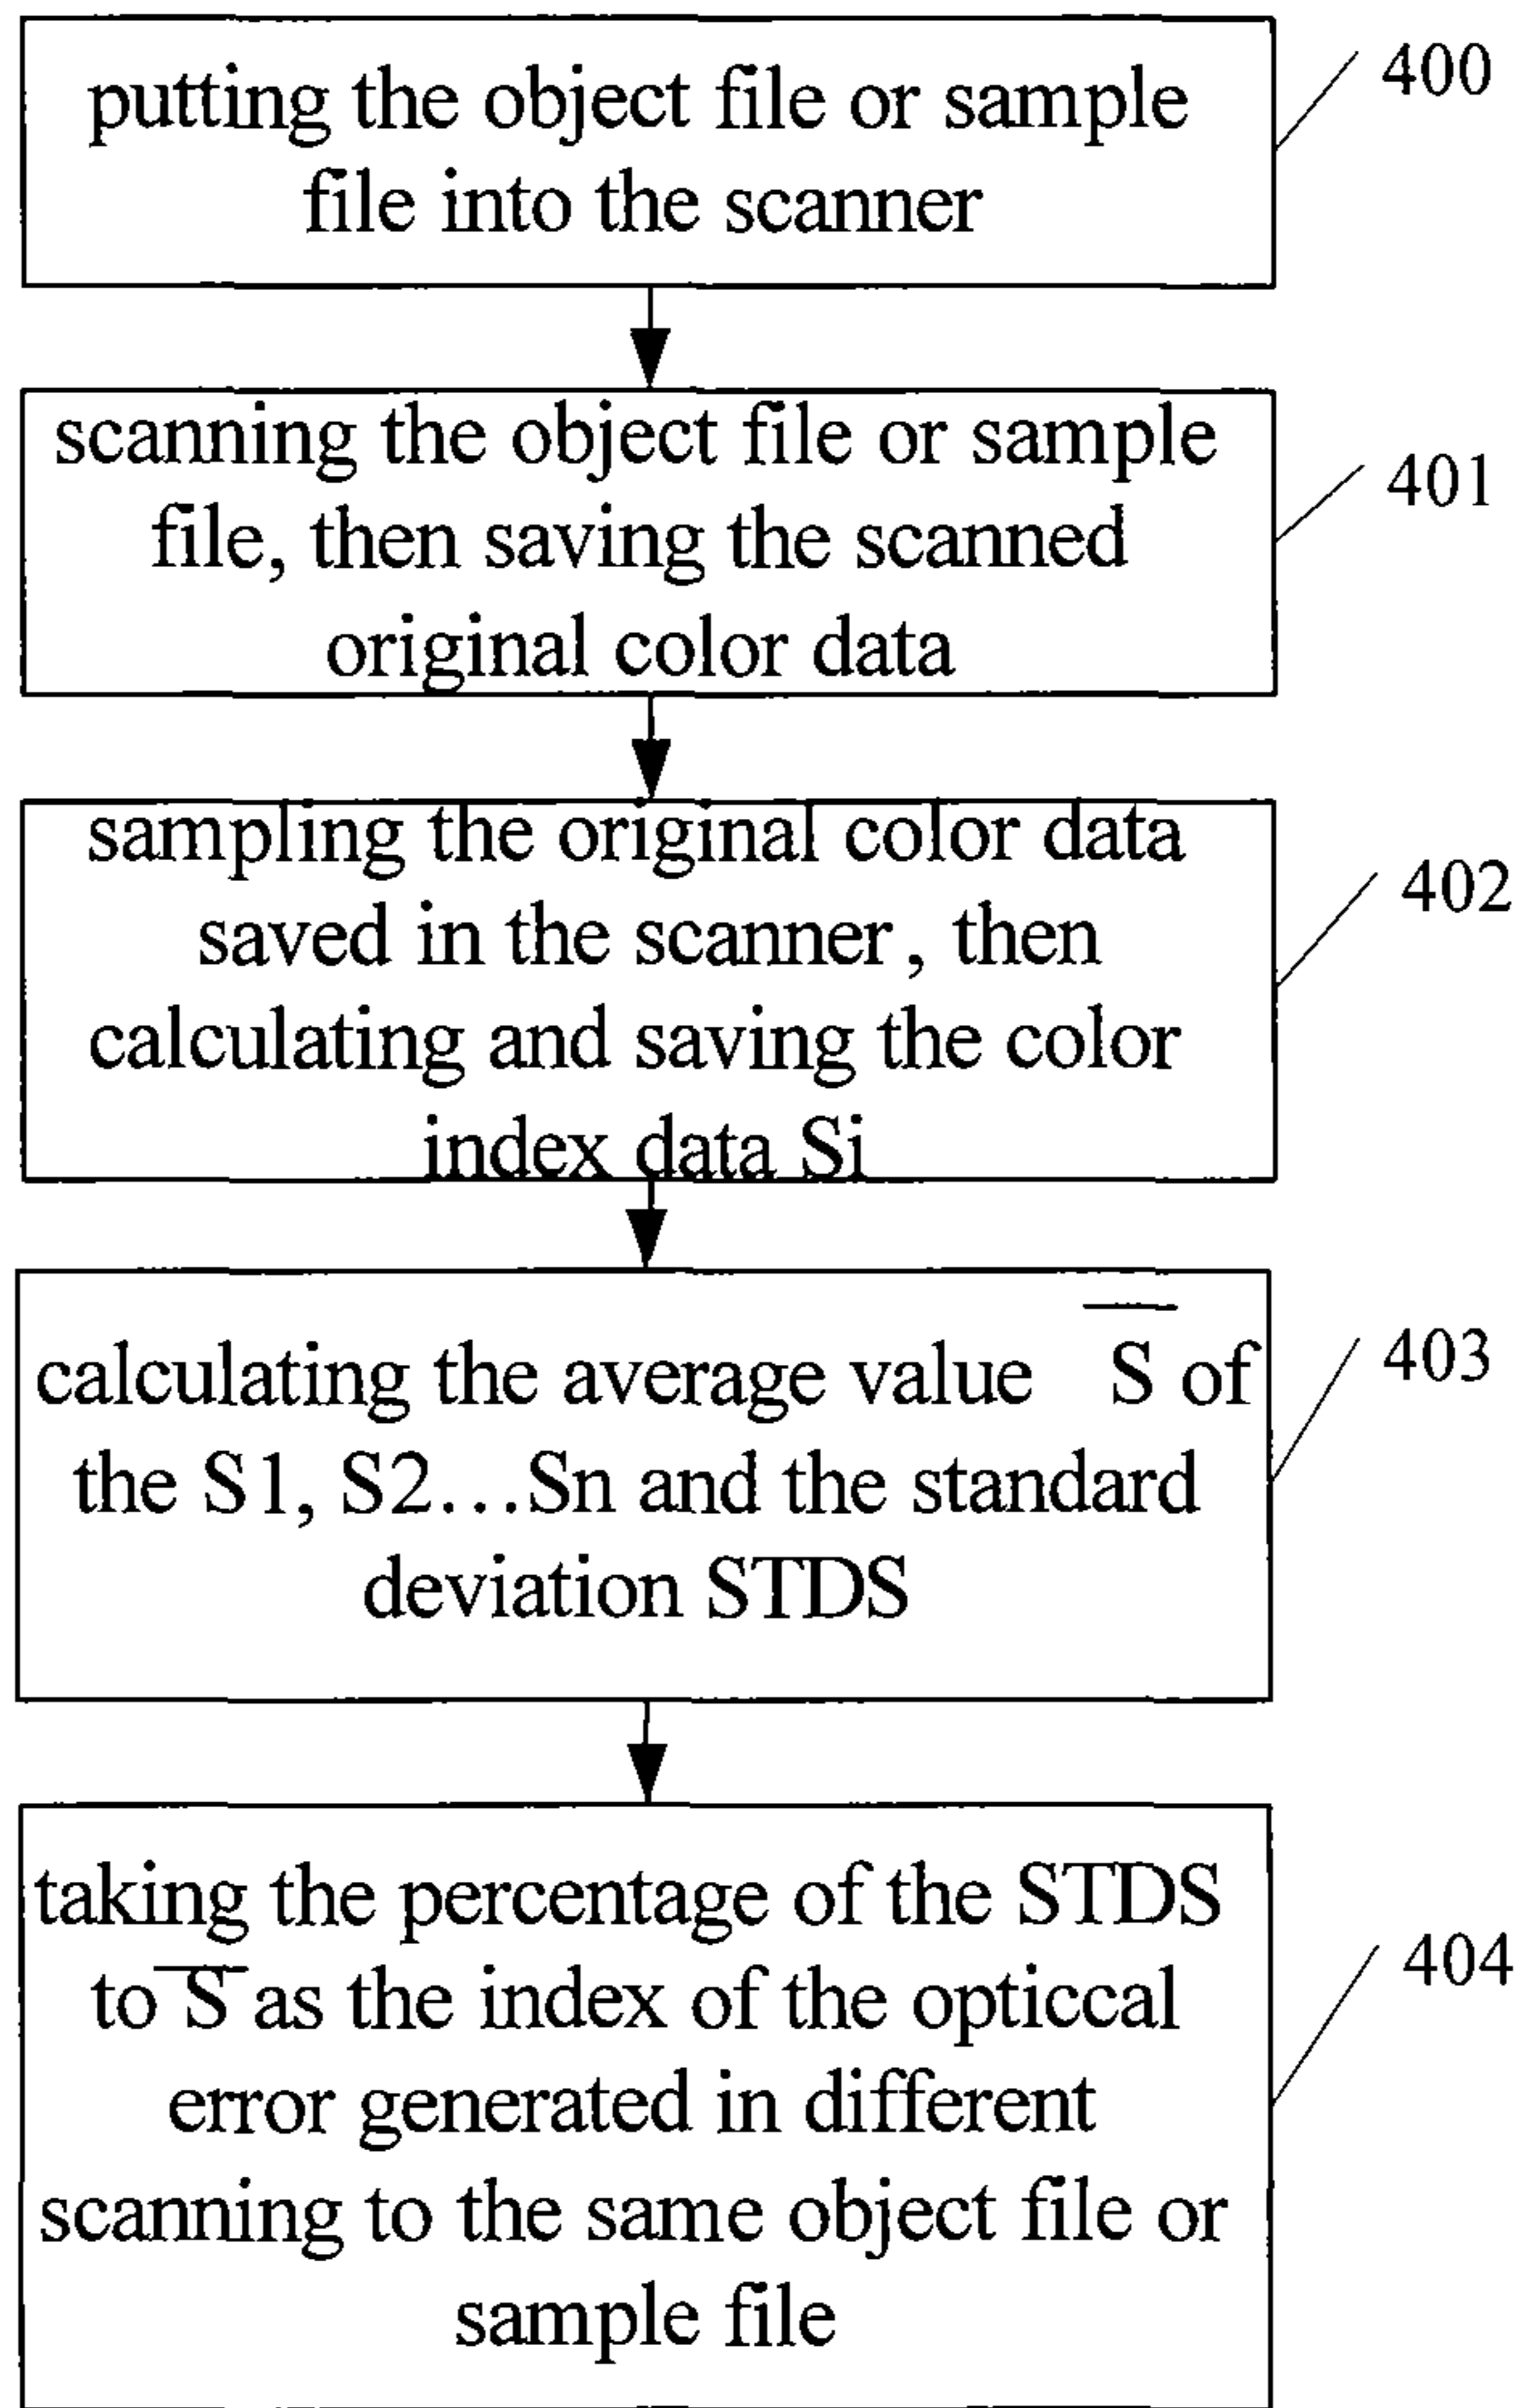 putting the object file or sample
file into the scanner
400
scanning the object file or sample
file, then saving the scanned
original color data
401
sampling the original color data
saved in the scanner, then
calculating and saving the color
index data Si
402
calculating the average value S̅ of
the S1, S2...Sn and the standard
deviation STDS
403
taking the percentage of the STDS
to S̅ as the index of the opticcal
error generated in different
scanning to the same object file or
sample file
404